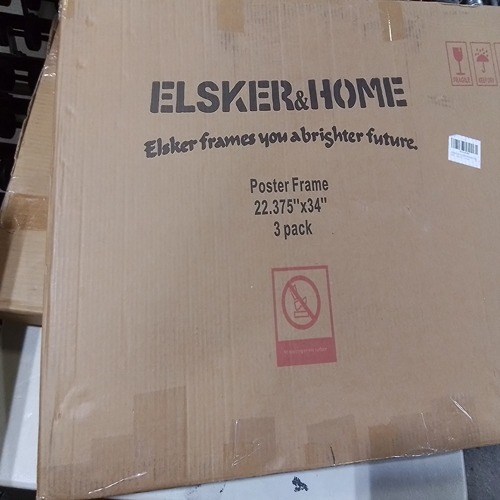 ELSKER&HOME
Elsker frames you a brighter future.
Poster Frame
22.375"x34"
3 pack